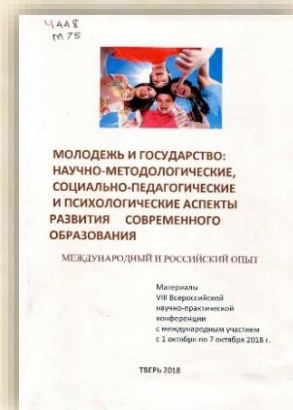 Ч 448
М 75
МОЛОДЕЖЬ И ГОСУДАРСТВО:
НАУЧНО-МЕТОДОЛОГИЧЕСКИЕ,
СОЦИАЛЬНО-ПЕДАГОГИЧЕСКИЕ
И ПСИХОЛОГИЧЕСКИЕ АСПЕКТЫ
РАЗВИТИЯ СОВРЕМЕННОГО
ОБРАЗОВАНИЯ
МЕЖДУНАРОДНЫЙ И РОССИЙСКИЙ ОПЫТ
Материалы
VIII Всероссийской
научно-практической
конференции
с международным участием
с 1 октября по 7 октября 2018 г.
ТВЕРЬ 2018